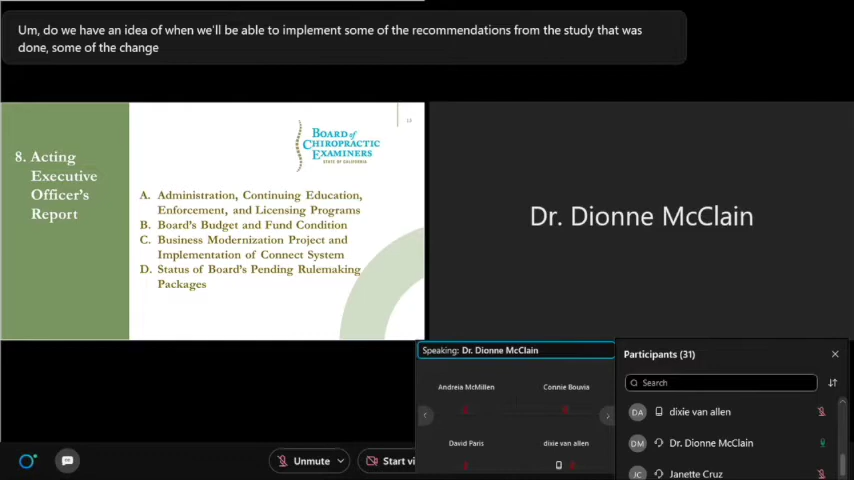 Um, do we have an idea of when we'll be able to implement some of the recommendations from the study that was
done, some of the change
8. Acting
Executive
Officer's
Report
13
BOARD of
CHIROPRACTIC
EXAMINERS
STATE OF CALIFORNIA
A. Administration, Continuing Education,
Enforcement, and Licensing Programs
B. Board's Budget and Fund Condition
C. Business Modernization Project and
Implementation of Connect System
D. Status of Board's Pending Rulemaking
Packages
Dr. Dionne McClain
Speaking: Dr. Dionne McClain
Andreia McMillen
Connie Bouvia
David Paris
dixie van allen
Participants (31)
Search
DA dixie van allen
DM Dr. Dionne McClain
JC Janette Cruz
Unmute
Start vi